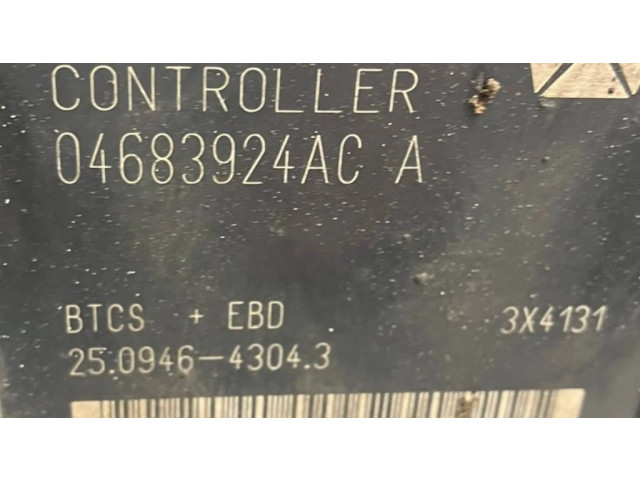 CONTROLLER
04683924AC A
BTCS + EBD 3X4131
25.0946-4304.3